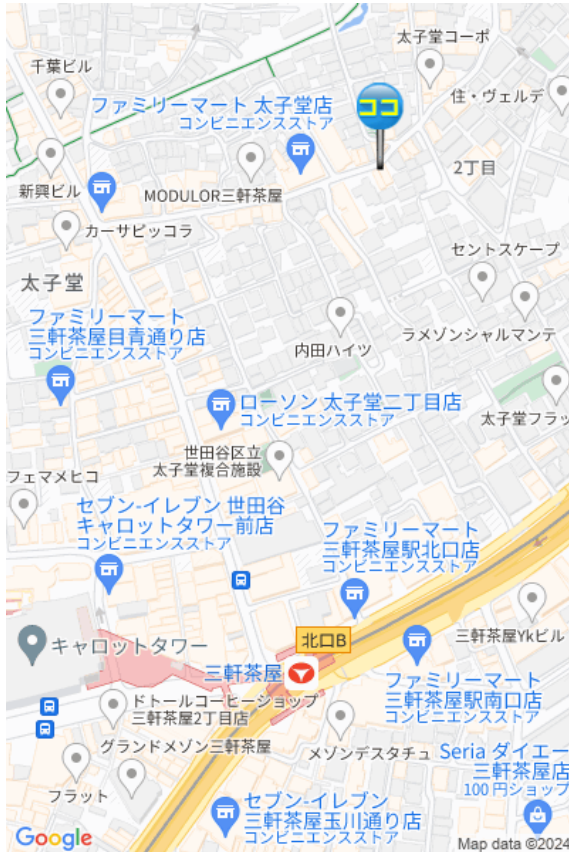 太子堂コーポ
千葉ビル
ファミリーマート 太子堂店
コンビニエンスストア
ココ
住・ヴェルデ
2丁目
新興ビル
MODULOR三軒茶屋
カーサピッコラ
セントスケープ
太子堂
ファミリーマート
三軒茶屋目青通り店
コンビニエンスストア
ラメゾンシャルマンテ
内田ハイツ
ローソン 太子堂二丁目店
コンビニエンスストア
太子堂フラッ
世田谷区立
太子堂複合施設
フェマメヒコ
セブン-イレブン 世田谷
キャロットタワー前店
コンビニエンスストア
ファミリーマート
三軒茶屋駅北口店
コンビニエンスストア
北口B
三軒茶屋Ykビル
キャロットタワー
三軒茶屋
ファミリーマート
三軒茶屋駅南口店
コンビニエンスストア
ドトールコーヒーショップ
三軒茶屋2丁目店
グランドメゾン三軒茶屋
メゾンデスタチュ
Seria ダイエー
三軒茶屋店
100 円ショップ
フラット
セブン-イレブン
三軒茶屋玉川通り店
コンビニエンスストア
Google
Map data ©2024